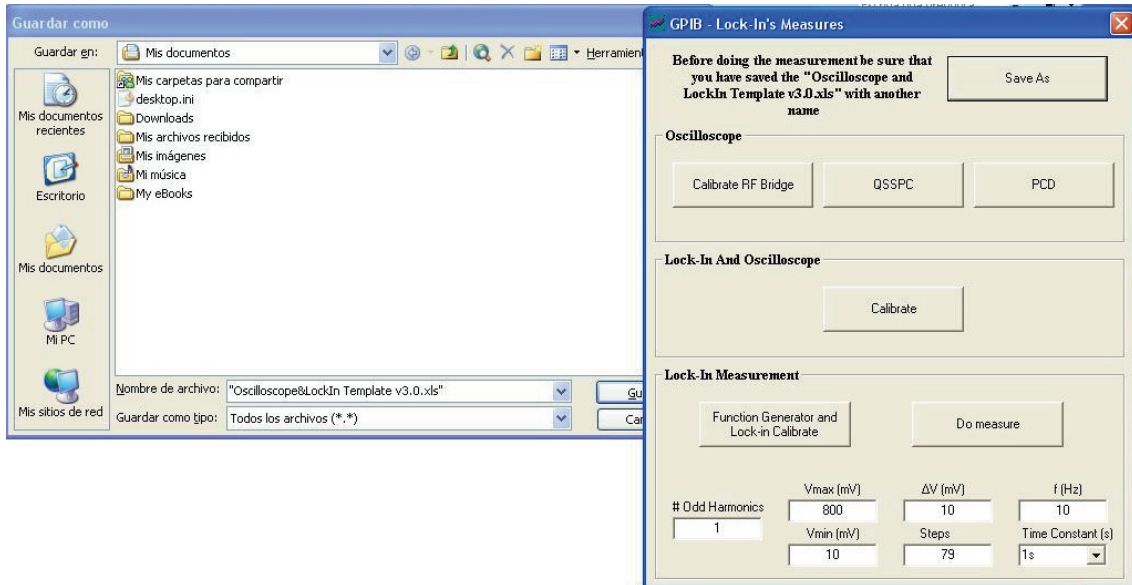 Guardar como
Guardar en:
Mis documentos
Herramien
Mis documentos
recientes
Escritorio
Mis documentos
Mi PC
Mis sitios de red
Mis carpetas para compartir
desktop.ini
Downloads
Mis archivos recibidos
Mis imágenes
Mi música
My eBooks
Nombre de archivo:
"Oscilloscope&LockIn Template v3.0.xls"
Gu
Guardar como tipo:
Todos los archivos (*.*)
Car
GPIB - Lock-In's Measures
Before doing the measurement be sure that
you have saved the "Oscilloscope and
LockIn Template v3.0.xls" with another
name
Save As
Oscilloscope
Calibrate RF Bridge
QSSPC
PCD
Lock-In And Oscilloscope
Calibrate
Lock-In Measurement
Function Generator and
Lock-in Calibrate
Do measure
# Odd Harmonics
1
Vmax (mV)
800
ΔV (mV)
10
f (Hz)
10
Vmin (mV)
10
Steps
79
Time Constant (s)
1s